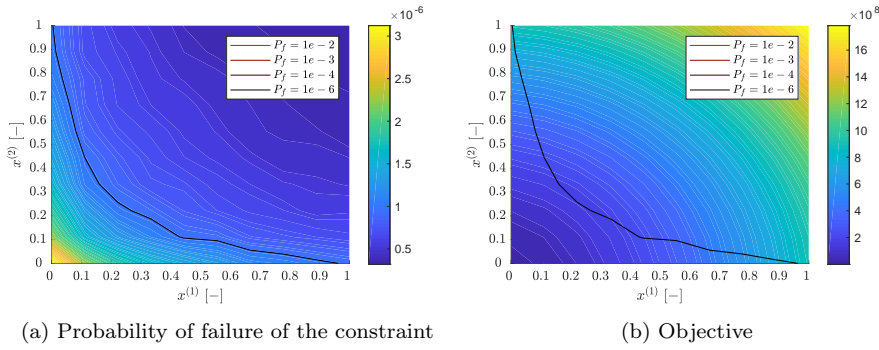 ×10⁻⁶
×10⁸
1
0.9
0.8
0.7
0.6
0.5
0.4
0.3
0.2
0.1
0
x⁽²⁾ [−]
P_f = 1e − 2
P_f = 1e − 3
P_f = 1e − 4
P_f = 1e − 6
3
2.5
2
1.5
1
0.5
0 0.1 0.2 0.3 0.4 0.5 0.6 0.7 0.8 0.9 1
x⁽¹⁾ [−]
1
0.9
0.8
0.7
0.6
0.5
0.4
0.3
0.2
0.1
0
x⁽²⁾ [−]
P_f = 1e − 2
P_f = 1e − 3
P_f = 1e − 4
P_f = 1e − 6
16
14
12
10
8
6
4
2
0 0.1 0.2 0.3 0.4 0.5 0.6 0.7 0.8 0.9 1
x⁽¹⁾ [−]
(a) Probability of failure of the constraint
(b) Objective